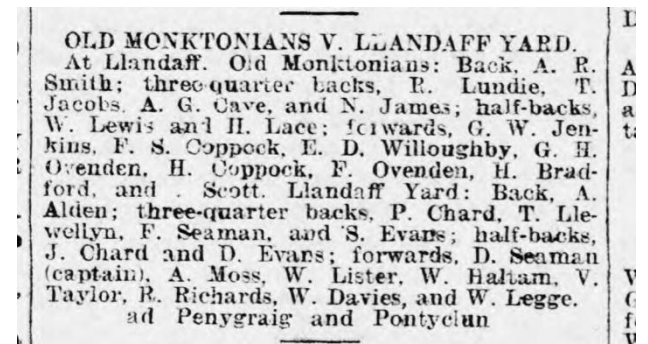 OLD MONKTONIANS V. LLANDAFF YARD.
At Llandaff. Old Monktonians: Back, A. R.
Smith; three-quarter backs, R. Lundie, T.
Jacobs, A. G. Cave, and N. James; half-backs,
W. Lewis and H. Lace; forwards, G. W. Jen-
kins, F. S. Coppock, E. D. Willoughby, G. H.
Ovenden, H. Coppock, F. Ovenden, H. Brad-
ford, and . Scott. Llandaff Yard: Back, A.
Alden; three-quarter backs, P. Chard, T. Lle-
wellyn, F. Seaman, and S. Evans; half-backs,
J. Chard and D. Evans; forwards, D. Seaman
(captain), A. Moss, W. Lister, W. Haltam, V.
Taylor, R. Richards, W. Davies, and W. Legge.
ad Penygraig and Pontyclun